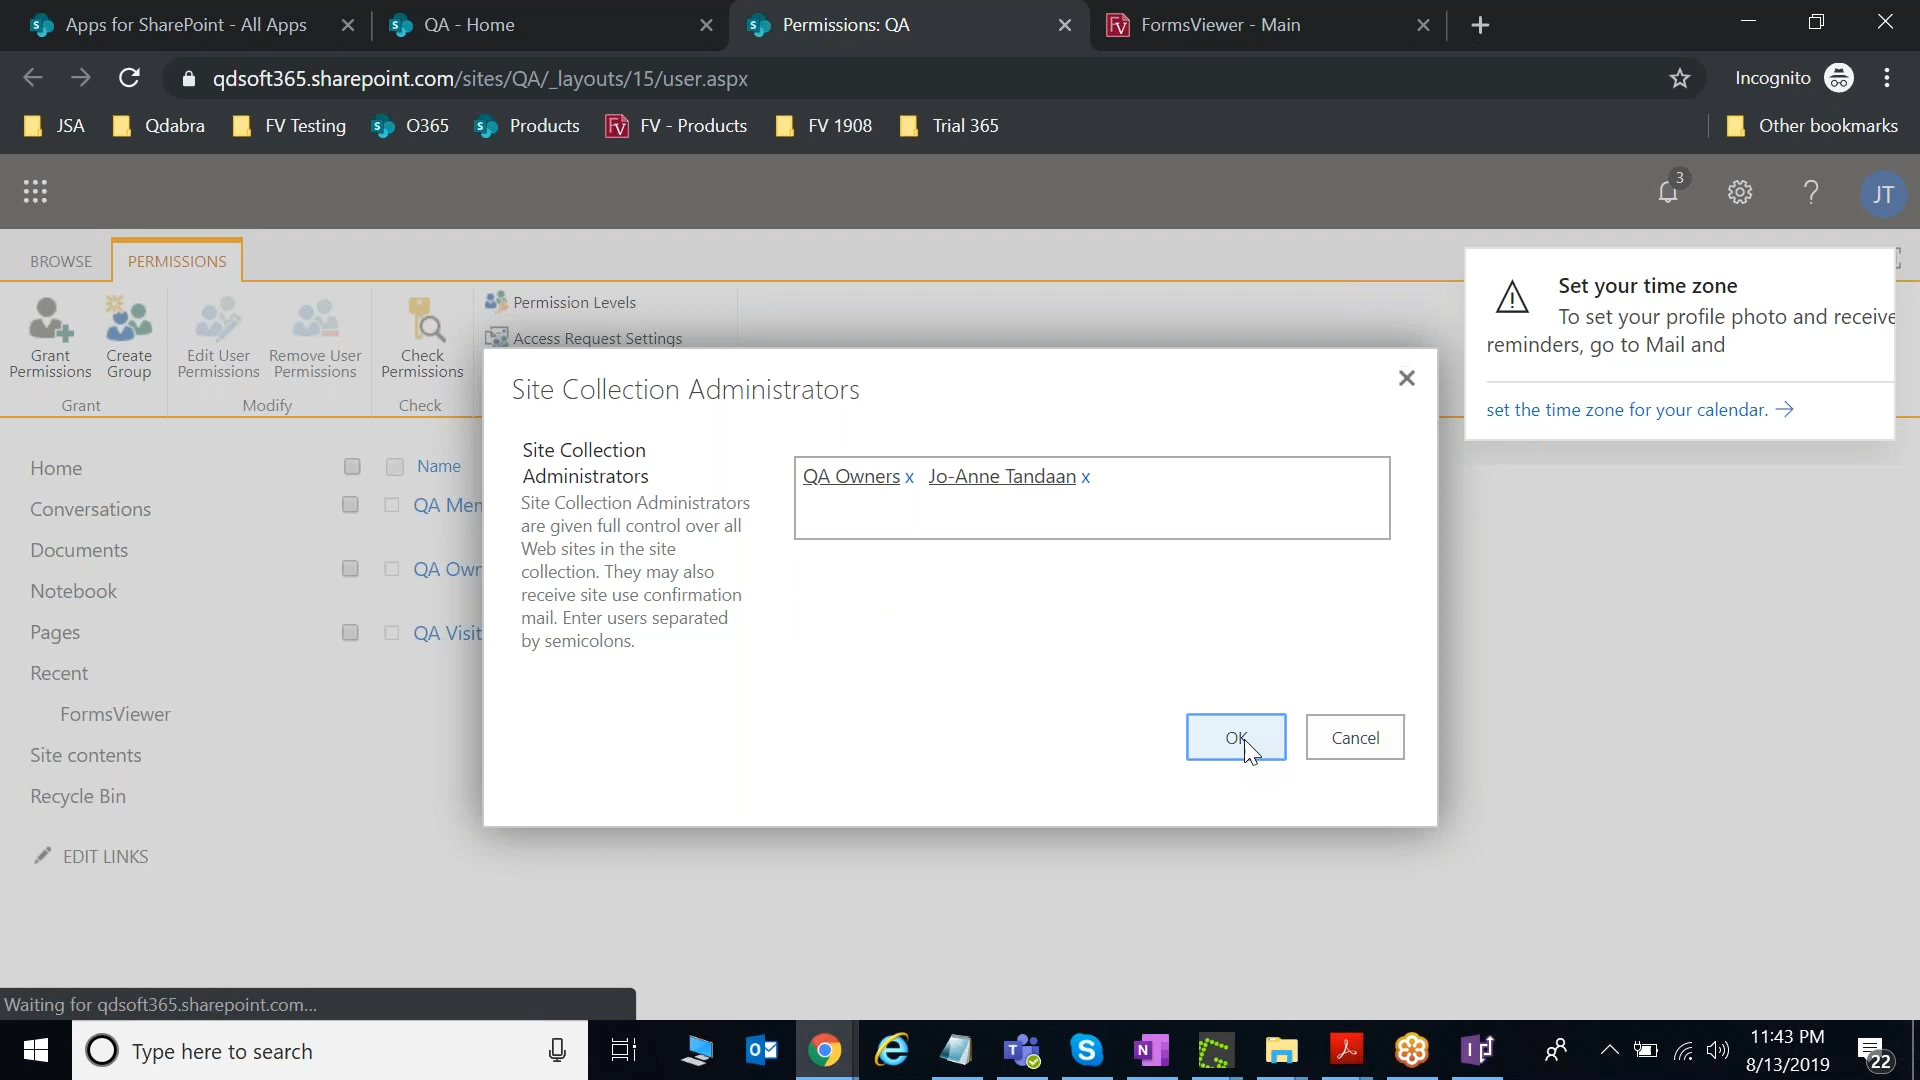 Apps for SharePoint - All Apps
QA - Home
Permissions: QA
FormsViewer - Main
qdsoft365.sharepoint.com/sites/QA/_layouts/15/user.aspx
Incognito
JSA
Qdabra
FV Testing
O365
Products
FV - Products
FV 1908
Trial 365
Other bookmarks
3
JT
BROWSE
PERMISSIONS
Grant Permissions
Create Group
Edit User Permissions
Remove User Permissions
Check Permissions
Permission Levels
Access Request Settings
Grant
Modify
Check
Set your time zone
To set your profile photo and receive
reminders, go to Mail and
set the time zone for your calendar.
Home
Conversations
Documents
Notebook
Pages
Recent
FormsViewer
Site contents
Recycle Bin
EDIT LINKS
Name
QA Mem
QA Own
QA Visit
Site Collection Administrators
Site Collection
Administrators
Site Collection Administrators
are given full control over all
Web sites in the site
collection. They may also
receive site use confirmation
mail. Enter users separated
by semicolons.
QA Owners x Jo-Anne Tandaan x
OK
Cancel
Waiting for qdsoft365.sharepoint.com...
Type here to search
11:43 PM
8/13/2019
22